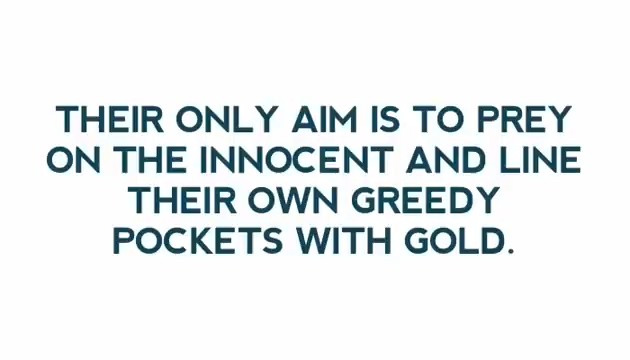 THEIR ONLY AIM IS TO PREY
ON THE INNOCENT AND LINE
THEIR OWN GREEDY
POCKETS WITH GOLD.